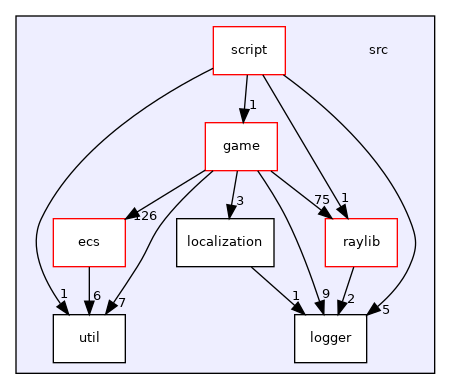 script
src
1
game
126
3
75
1
ecs
localization
raylib
1
6
7
1
9
2
5
util
logger